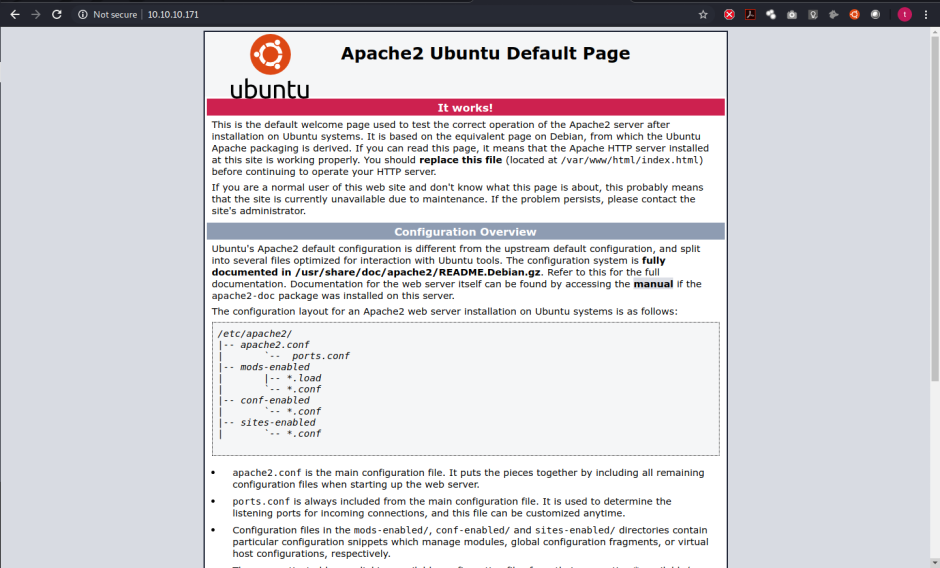 Not secure | 10.10.10.171
t
ubuntu
Apache2 Ubuntu Default Page
It works!
This is the default welcome page used to test the correct operation of the Apache2 server after
installation on Ubuntu systems. It is based on the equivalent page on Debian, from which the Ubuntu
Apache packaging is derived. If you can read this page, it means that the Apache HTTP server installed
at this site is working properly. You should replace this file (located at /var/www/html/index.html)
before continuing to operate your HTTP server.
If you are a normal user of this web site and don't know what this page is about, this probably means
that the site is currently unavailable due to maintenance. If the problem persists, please contact the
site's administrator.
Configuration Overview
Ubuntu's Apache2 default configuration is different from the upstream default configuration, and split
into several files optimized for interaction with Ubuntu tools. The configuration system is fully
documented in /usr/share/doc/apache2/README.Debian.gz. Refer to this for the full
documentation. Documentation for the web server itself can be found by accessing the manual if the
apache2-doc package was installed on this server.
The configuration layout for an Apache2 web server installation on Ubuntu systems is as follows:
/etc/apache2/
|-- apache2.conf
|       `--  ports.conf
|-- mods-enabled
|       |-- *.load
|       `-- *.conf
|-- conf-enabled
|       `-- *.conf
|-- sites-enabled
|       `-- *.conf
• apache2.conf is the main configuration file. It puts the pieces together by including all remaining
configuration files when starting up the web server.
• ports.conf is always included from the main configuration file. It is used to determine the
listening ports for incoming connections, and this file can be customized anytime.
• Configuration files in the mods-enabled/, conf-enabled/ and sites-enabled/ directories contain
particular configuration snippets which manage modules, global configuration fragments, or virtual
host configurations, respectively.